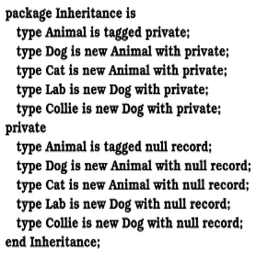 package Inheritance is
type Animal is tagged private;
type Dog is new Animal with private;
type Cat is new Animal with private;
type Lab is new Dog with private;
type Collie is new Dog with private;
private
type Animal is tagged null record;
type Dog is new Animal with null record;
type Cat is new Animal with null record;
type Lab is new Dog with null record;
type Collie is new Dog with null record;
end Inheritance;